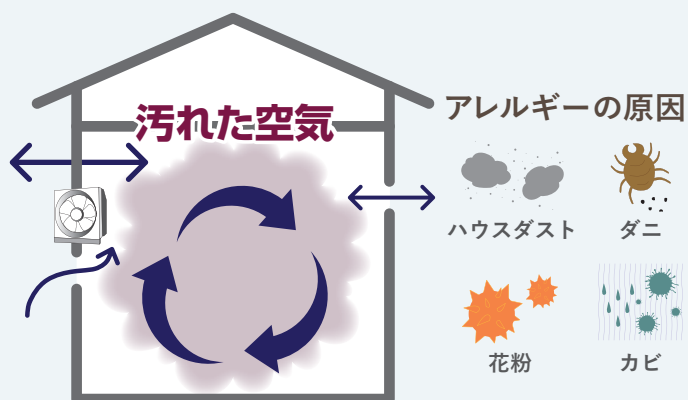 汚れた空気
アレルギーの原因
ハウスダスト
ダニ
花粉
カビ